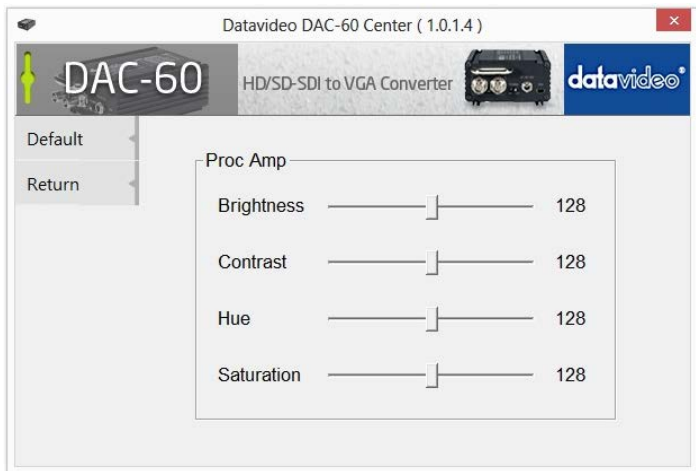 Datavideo DAC-60 Center ( 1.0.1.4 )
DAC-60
HD/SD-SDI to VGA Converter
datavideo®
Default
Return
Proc Amp
Brightness 128
Contrast 128
Hue 128
Saturation 128